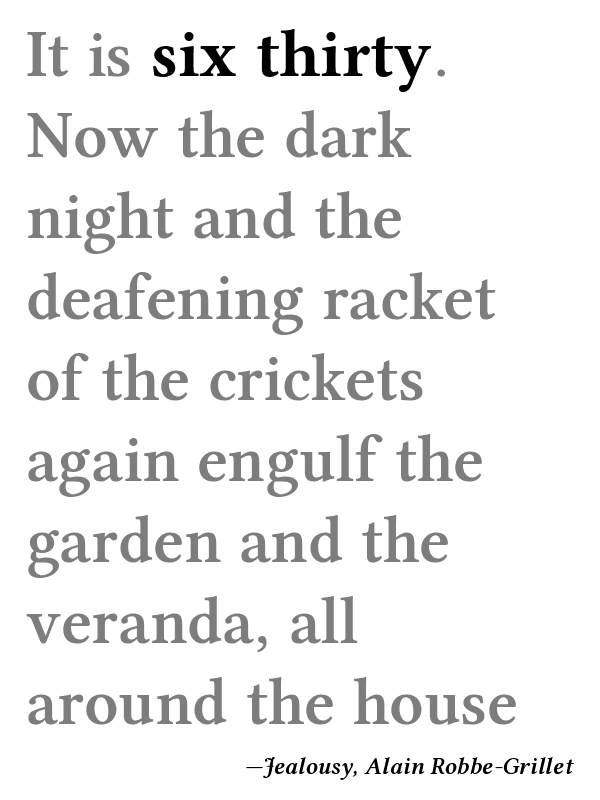 It is six thirty.
Now the dark
night and the
deafening racket
of the crickets
again engulf the
garden and the
veranda, all
around the house
—Jealousy, Alain Robbe-Grillet